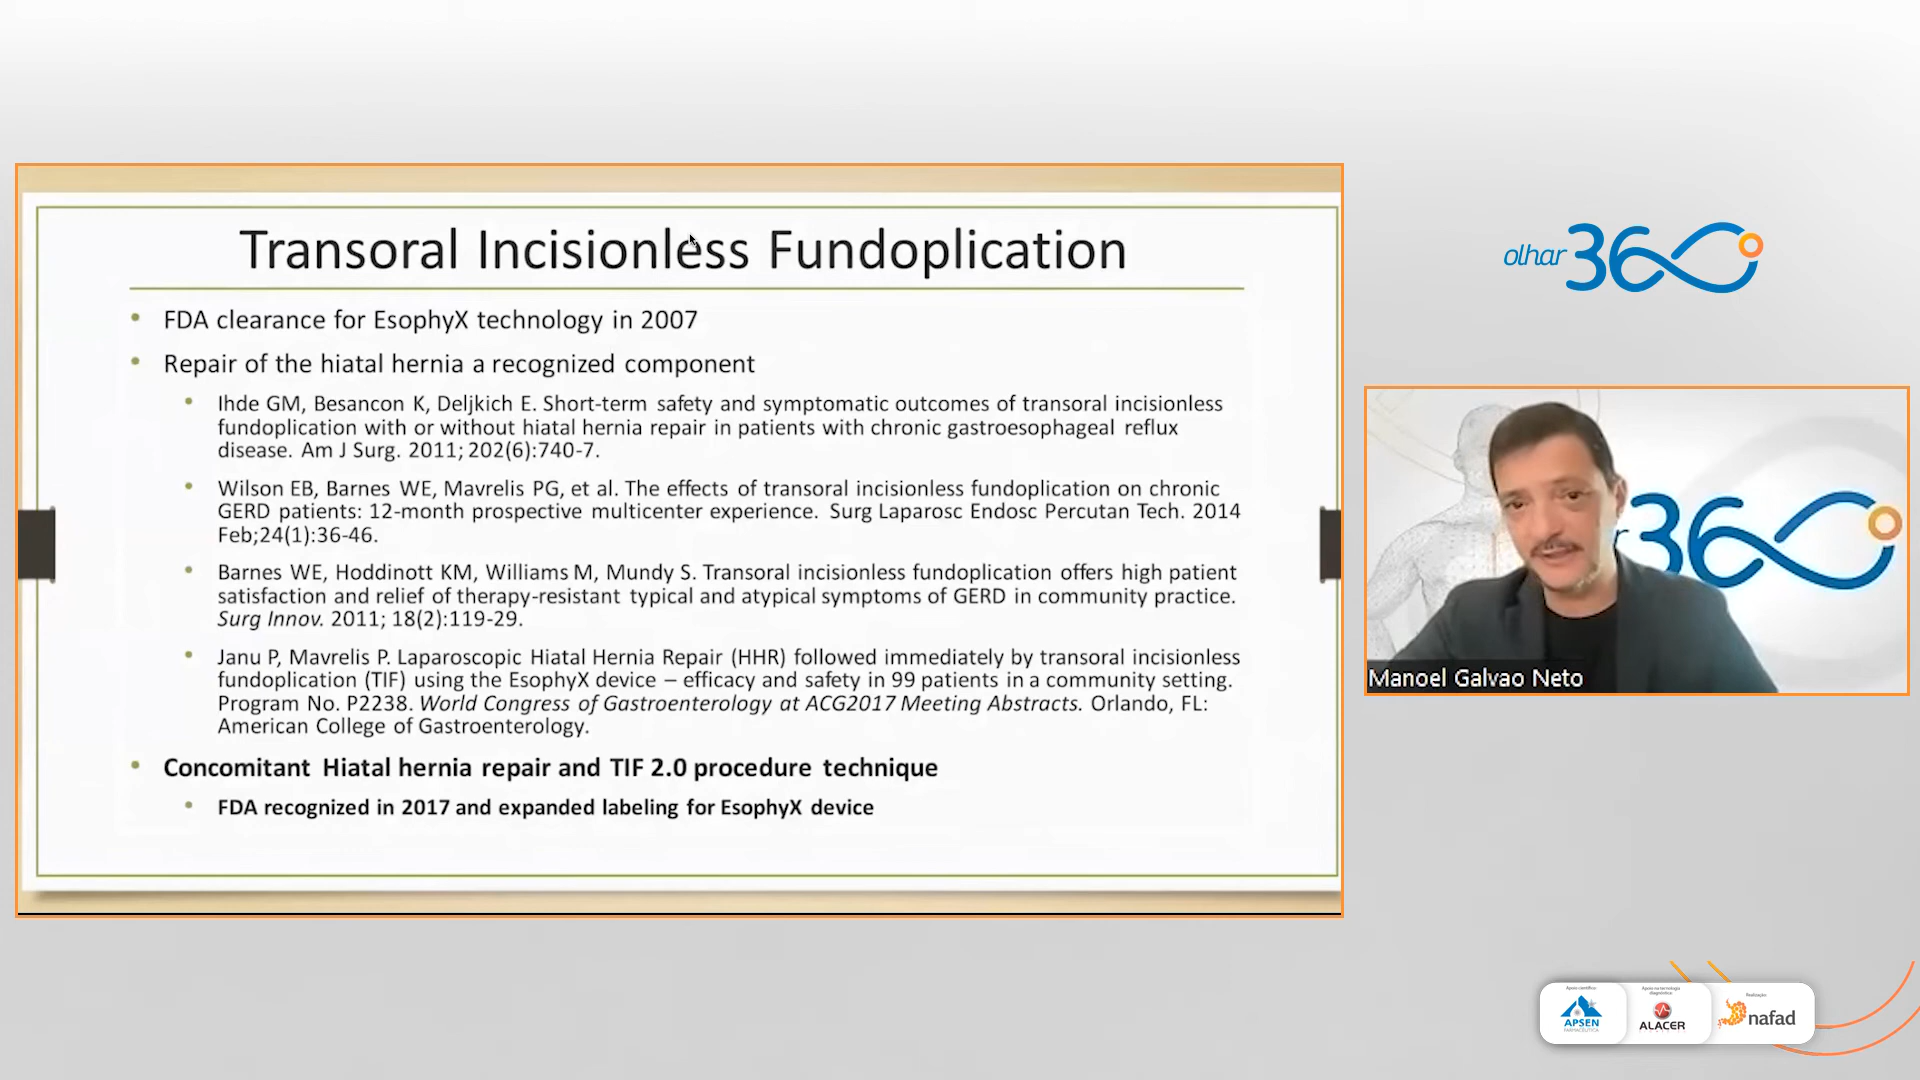 Transoral Incisionless Fundoplication
• FDA clearance for EsophyX technology in 2007
• Repair of the hiatal hernia a recognized component
• Ihde GM, Besancon K, Deljkich E. Short-term safety and symptomatic outcomes of transoral incisionless
fundoplication with or without hiatal hernia repair in patients with chronic gastroesophageal reflux
disease. Am J Surg. 2011; 202(6):740-7.
• Wilson EB, Barnes WE, Mavrelis PG, et al. The effects of transoral incisionless fundoplication on chronic
GERD patients: 12-month prospective multicenter experience. Surg Laparosc Endosc Percutan Tech. 2014
Feb;24(1):36-46.
• Barnes WE, Hoddinott KM, Williams M, Mundy S. Transoral incisionless fundoplication offers high patient
satisfaction and relief of therapy-resistant typical and atypical symptoms of GERD in community practice.
Surg Innov. 2011; 18(2):119-29.
• Janu P, Mavrelis P. Laparoscopic Hiatal Hernia Repair (HHR) followed immediately by transoral incisionless
fundoplication (TIF) using the EsophyX device – efficacy and safety in 99 patients in a community setting.
Program No. P2238. World Congress of Gastroenterology at ACG2017 Meeting Abstracts. Orlando, FL:
American College of Gastroenterology.
• Concomitant Hiatal hernia repair and TIF 2.0 procedure technique
• FDA recognized in 2017 and expanded labeling for EsophyX device
olhar 360
r 360
Manoel Galvao Neto
Apoio científico:
APSEN
FARMACÊUTICA
Apoio na tecnologia
diagnóstica:
ALACER
Realização:
nafad